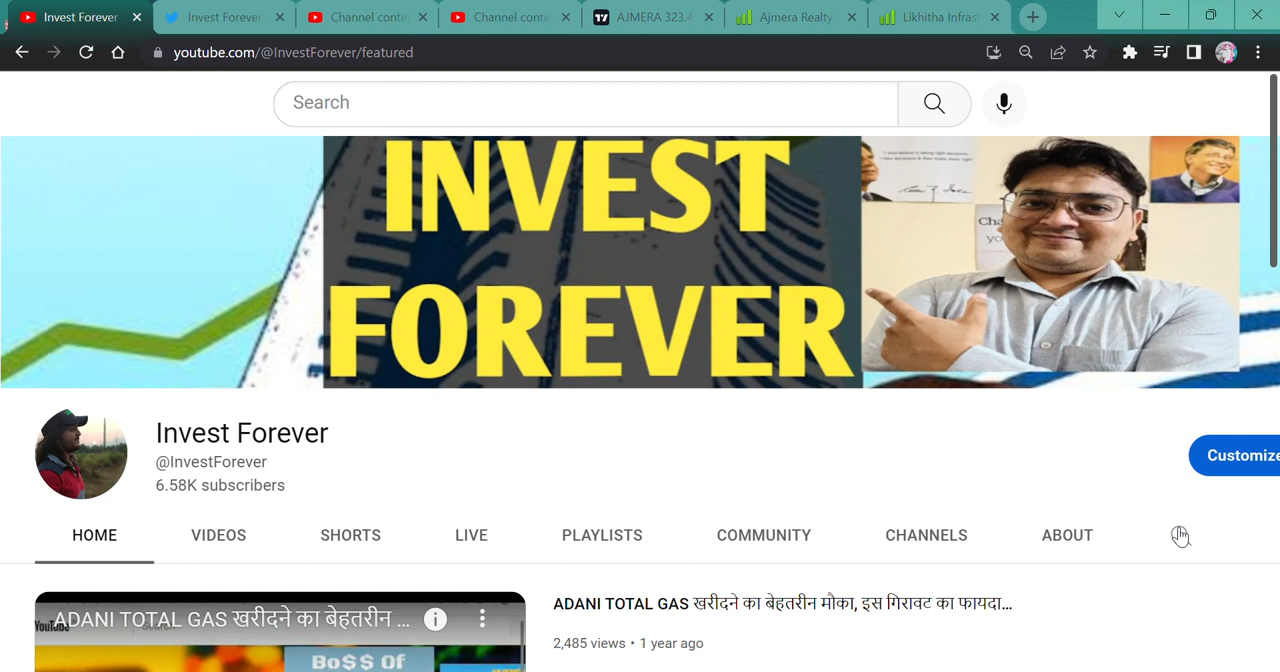 Invest Forever
Invest Forever
Channel conte
Channel conte
AJMERA 323.4
Ajmera Realty
Likhitha Infrast
youtube.com/@InvestForever/featured
Search
INVEST
FOREVER
Invest Forever
@InvestForever
6.58K subscribers
Customize
HOME VIDEOS SHORTS LIVE PLAYLISTS COMMUNITY CHANNELS ABOUT
ADANI TOTAL GAS खरीदने का बेहतरीन ...
YouTube
Bo$$ Of
ADANI TOTAL GAS खरीदने का बेहतरीन मौका, इस गिरावट का फायदा...
2,485 views • 1 year ago